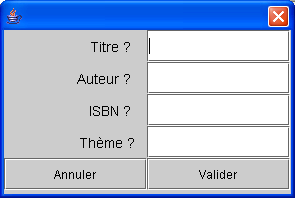 Titre ?
Auteur ?
ISBN ?
Thème ?
Annuler Valider